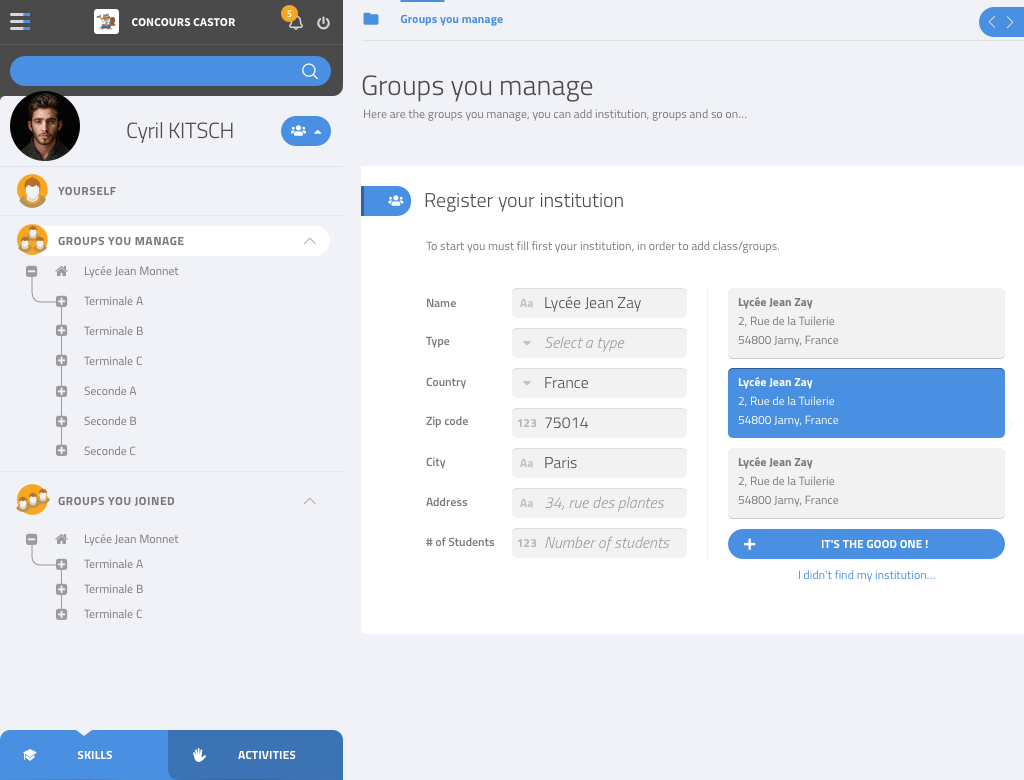 CONCOURS CASTOR
5
Cyril KITSCH
YOURSELF
GROUPS YOU MANAGE
Lycée Jean Monnet
Terminale A
Terminale B
Terminale C
Seconde A
Seconde B
Seconde C
GROUPS YOU JOINED
Lycée Jean Monnet
Terminale A
Terminale B
Terminale C
SKILLS
ACTIVITIES
Groups you manage
Groups you manage
Here are the groups you manage, you can add institution, groups and so on...
Register your institution
To start you must fill first your institution, in order to add class/groups.
Name
Aa Lycée Jean Zay
Type
Select a type
Country
France
Zip code
123 75014
City
Aa Paris
Address
Aa 34, rue des plantes
# of Students
123 Number of students
Lycée Jean Zay
2, Rue de la Tuilerie
54800 Jarny, France
Lycée Jean Zay
2, Rue de la Tuilerie
54800 Jarny, France
Lycée Jean Zay
2, Rue de la Tuilerie
54800 Jarny, France
IT'S THE GOOD ONE !
I didn't find my institution...